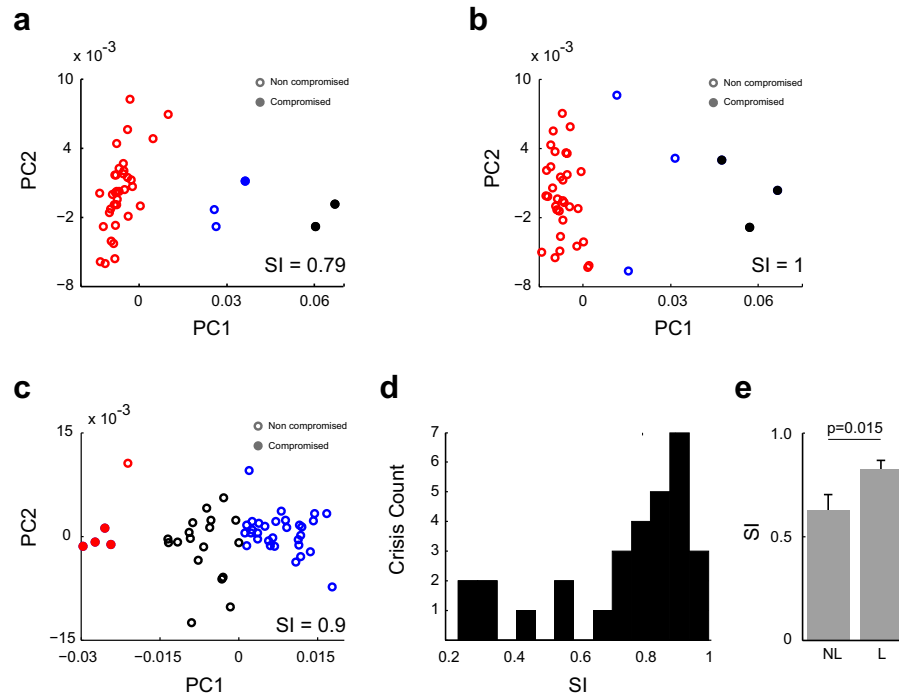 a
x 10⁻³
10
4
−2
−8
PC2
Non compromised
Compromised
SI = 0.79
0
0.03
0.06
PC1
b
x 10⁻³
10
4
−2
−8
PC2
Non compromised
Compromised
SI = 1
0
0.03
0.06
PC1
c
x 10⁻³
15
0
−15
PC2
Non compromised
Compromised
SI = 0.9
−0.03
−0.015
0
0.015
PC1
d
7
6
5
4
3
2
1
Crisis Count
0.2
0.4
0.6
0.8
1
SI
e
p=0.015
1.0
0.5
0
SI
NL
L